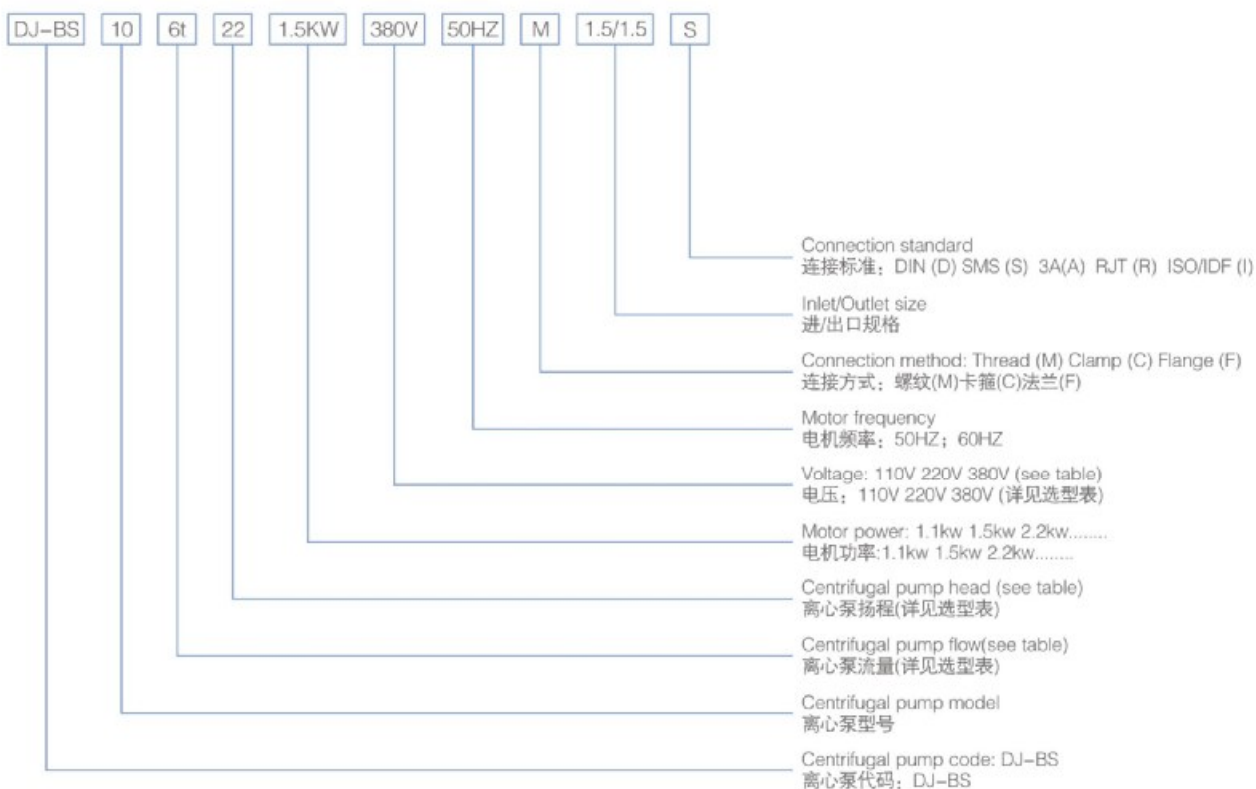 DJ-BS 10 6t 22 1.5KW 380V 50HZ M 1.5/1.5 S
Connection standard
连接标准：DIN (D) SMS (S) 3A(A) RJT (R) ISO/IDF (I)
Inlet/Outlet size
进/出口规格
Connection method: Thread (M) Clamp (C) Flange (F)
连接方式：螺纹(M)卡箍(C)法兰(F)
Motor frequency
电机频率：50HZ；60HZ
Voltage: 110V 220V 380V (see table)
电压：110V 220V 380V (详见选型表)
Motor power: 1.1kw 1.5kw 2.2kw........
电机功率:1.1kw 1.5kw 2.2kw........
Centrifugal pump head (see table)
离心泵扬程(详见选型表)
Centrifugal pump flow(see table)
离心泵流量(详见选型表)
Centrifugal pump model
离心泵型号
Centrifugal pump code: DJ-BS
离心泵代码：DJ-BS